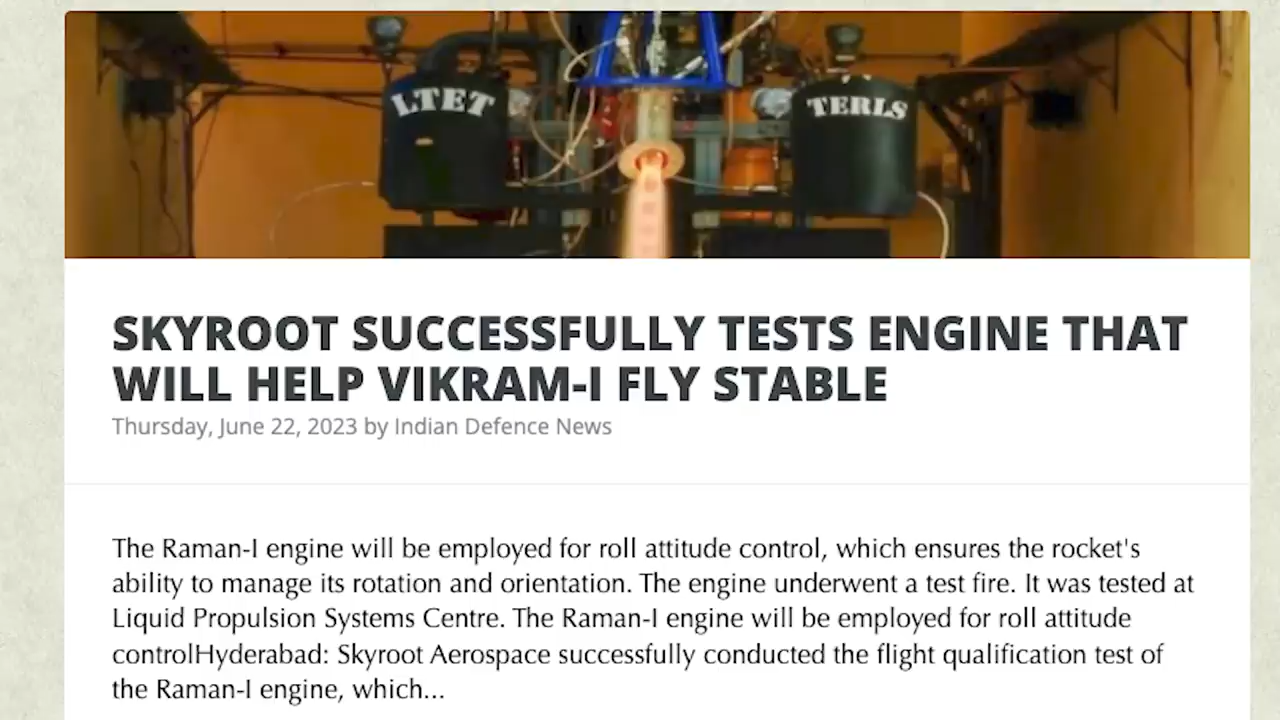 LTET
TERLS
SKYROOT SUCCESSFULLY TESTS ENGINE THAT
WILL HELP VIKRAM-I FLY STABLE
Thursday, June 22, 2023 by Indian Defence News
The Raman-I engine will be employed for roll attitude control, which ensures the rocket's
ability to manage its rotation and orientation. The engine underwent a test fire. It was tested at
Liquid Propulsion Systems Centre. The Raman-I engine will be employed for roll attitude
controlHyderabad: Skyroot Aerospace successfully conducted the flight qualification test of
the Raman-I engine, which...